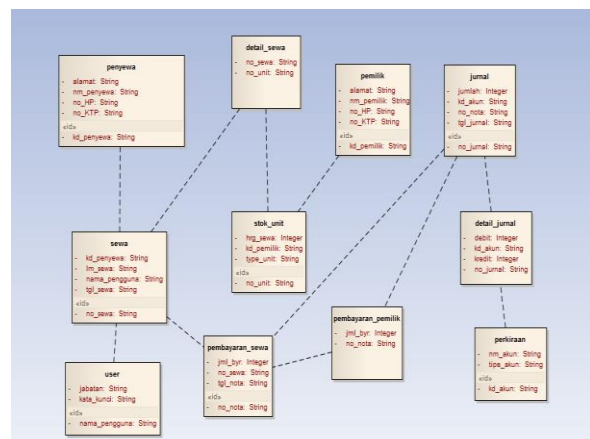 penyewa
- alamat: String
- nm_penyewa: String
- no_HP: String
- no_KTP: String
«id»
- kd_penyewa: String
detail_sewa
- no_sewa: String
- no_unit: String
pemilik
- alamat: String
- nm_pemilik: String
- no_HP: String
- no_KTP: String
«id»
- kd_pemilik: String
jurnal
- jumlah: Integer
- kd_akun: String
- no_nota: String
- tgl_jurnal: String
«id»
- no_jurnal: String
sewa
- kd_penyewa: String
- lm_sewa: String
- nama_pengguna: String
- tgl_sewa: String
«id»
- no_sewa: String
stok_unit
- hrg_sewa: Integer
- kd_pemilik: String
- type_unit: String
«id»
- no_unit: String
detail_jurnal
- debit: Integer
- kd_akun: String
- kredit: Integer
- no_jurnal: String
user
- jabatan: String
- kata_kunci: String
«id»
- nama_pengguna: String
pembayaran_sewa
- jml_byr: Integer
- no_sewa: String
- tgl_nota: String
«id»
- no_nota: String
pembayaran_pemilik
- jml_byr: Integer
- no_nota: String
perkiraan
- nm_akun: String
- tipe_akun: String
«id»
- kd_akun: String